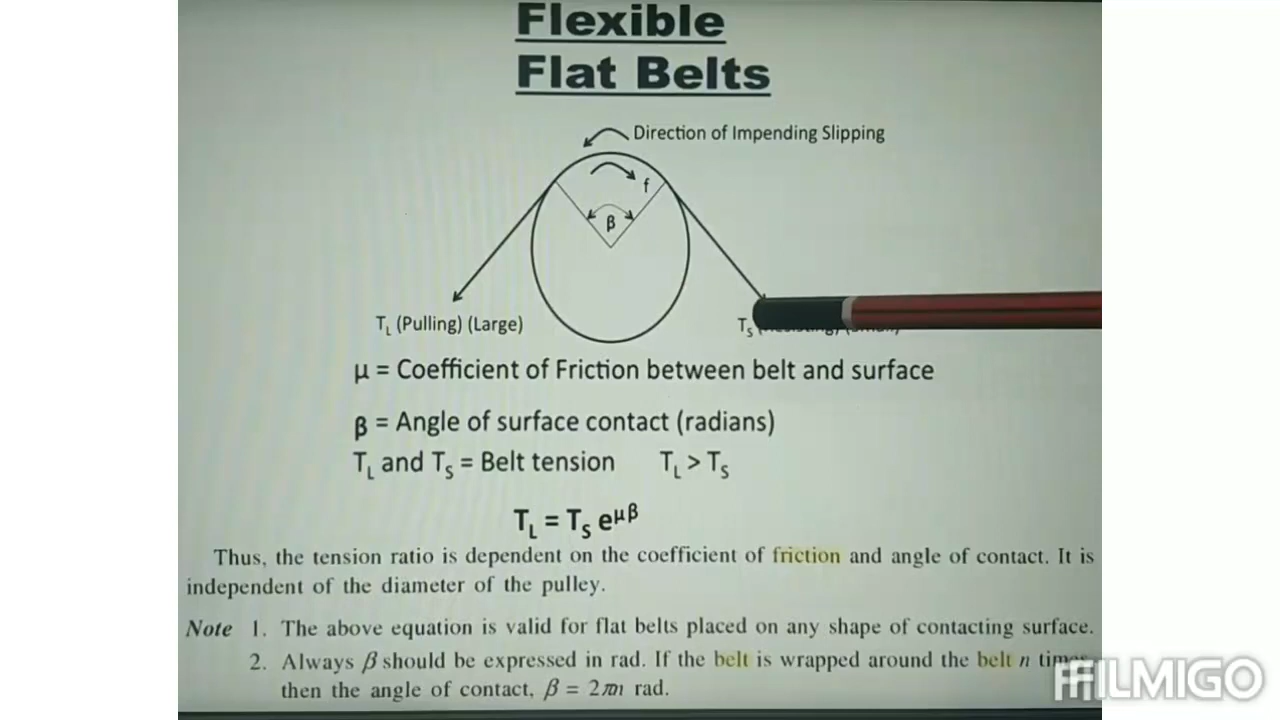 Flexible
Flat Belts
Direction of Impending Slipping
f
β
T_L (Pulling) (Large)
T_S
μ = Coefficient of Friction between belt and surface
β = Angle of surface contact (radians)
T_L and T_S = Belt tension T_L > T_S
T_L = T_S e^μβ
Thus, the tension ratio is dependent on the coefficient of friction and angle of contact. It is
independent of the diameter of the pulley.
Note 1. The above equation is valid for flat belts placed on any shape of contacting surface.
2. Always β should be expressed in rad. If the belt is wrapped around the belt n
then the angle of contact, β = 2πn rad.
FILMIGO